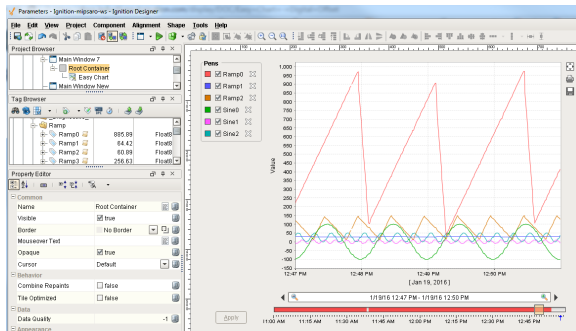 Parameters - Ignition-mipsaro-ws - Ignition Designer
File Edit View Project Component Alignment Shape Tools Help
Project Browser
Main Window 7
Root Container
Easy Chart
Main Window New
Tag Browser
Ramp
Ramp0 885.89 Float8
Ramp1 64.42 Float8
Ramp2 60.89 Float8
Ramp3 256.63 Float8
Property Editor
Common
Name Root Container
Visible true
Border No Border
Mouseover Text
Opaque true
Cursor Default
Behavior
Combine Repaints false
Tile Optimized false
Data
Data Quality -1
Appearance
Pens
Ramp0
Ramp1
Ramp2
Sine0
Sine1
Sine2
Apply
Value
1,000
950
900
850
800
750
700
650
600
550
500
450
400
350
300
250
200
150
100
50
0
-50
-100
-150
12:47 PM 12:48 PM 12:49 PM 12:50 PM
[ Jan 19, 2016 ]
1/19/16 12:47 PM - 1/19/16 12:50 PM
11:00 AM 11:15 AM 11:30 AM 11:45 AM 12:00 PM 12:15 PM 12:30 PM 12:45 PM